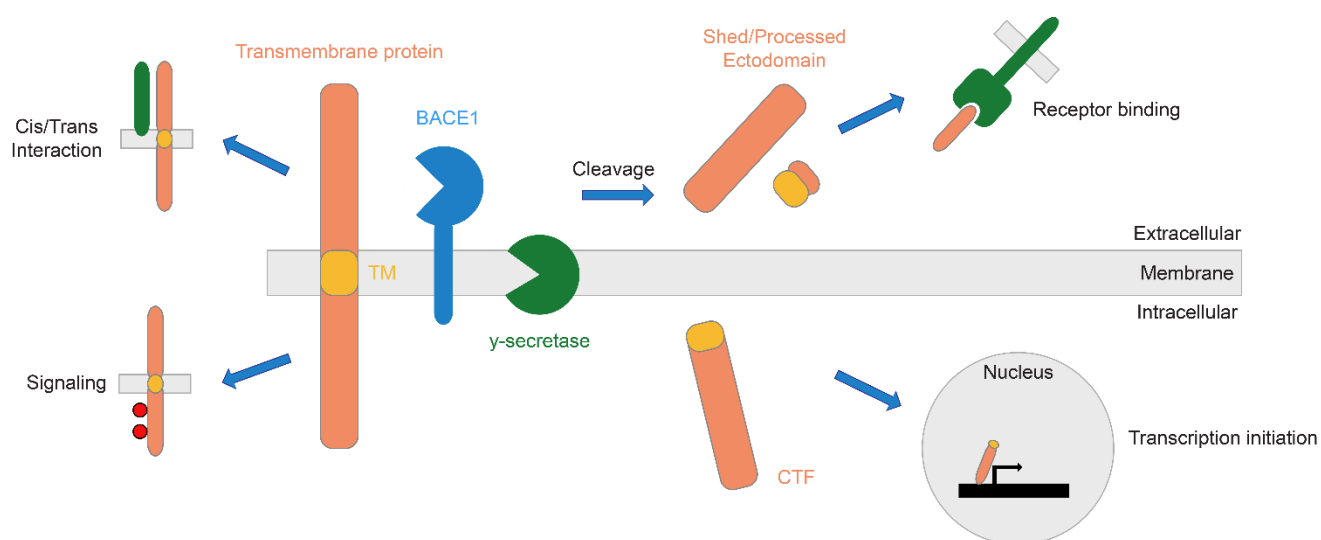 Transmembrane protein
Shed/Processed
Ectodomain
Receptor binding
BACE1
Cis/Trans
Interaction
Cleavage
Extracellular
TM
Membrane
Intracellular
y-secretase
Signaling
Nucleus
Transcription initiation
CTF